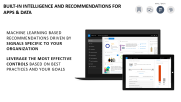 BUILT-IN INTELLIGENCE AND RECOMMENDATIONS FOR
APPS & DATA
MACHINE LEARNING BASED
RECOMMENDATIONS DRIVEN BY
SIGNALS SPECIFIC TO YOUR
ORGANIZATION
LEVERAGE THE MOST EFFECTIVE
CONTROLS BASED ON BEST
PRACTICES AND YOUR GOALS